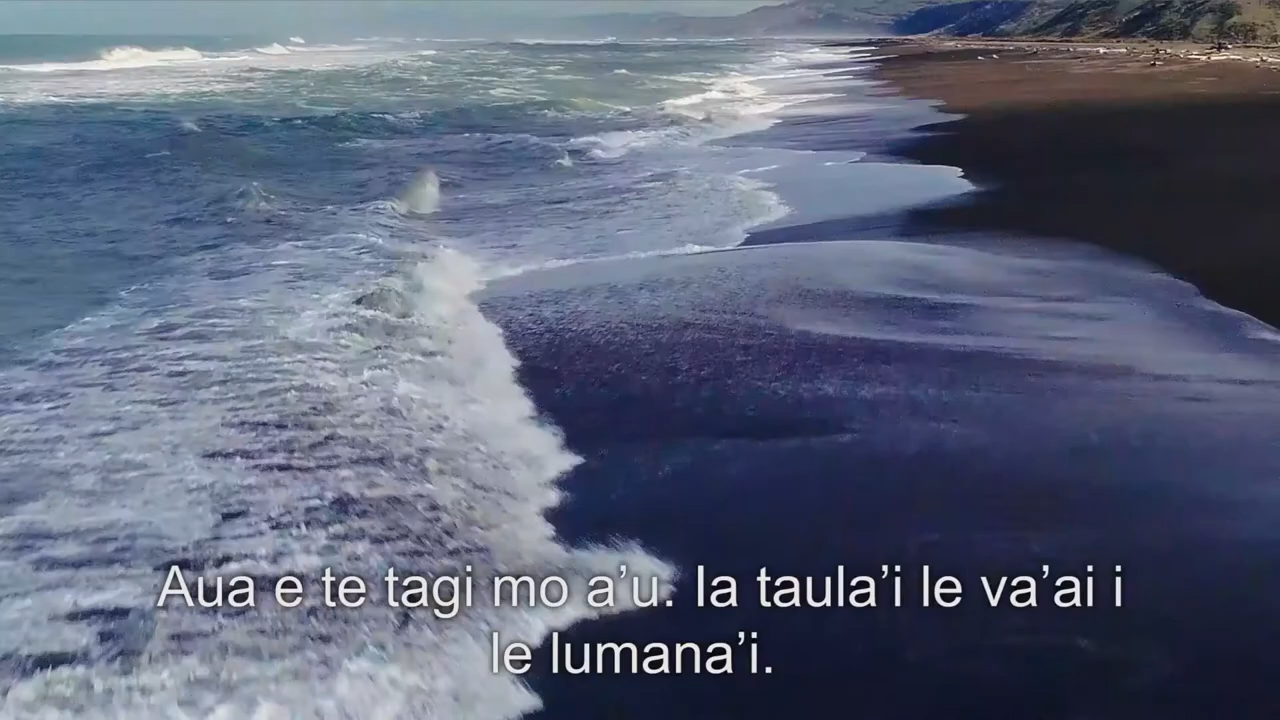 Aua e te tagi mo a’u. Ia taula’i le va’ai i
le lumana’i.